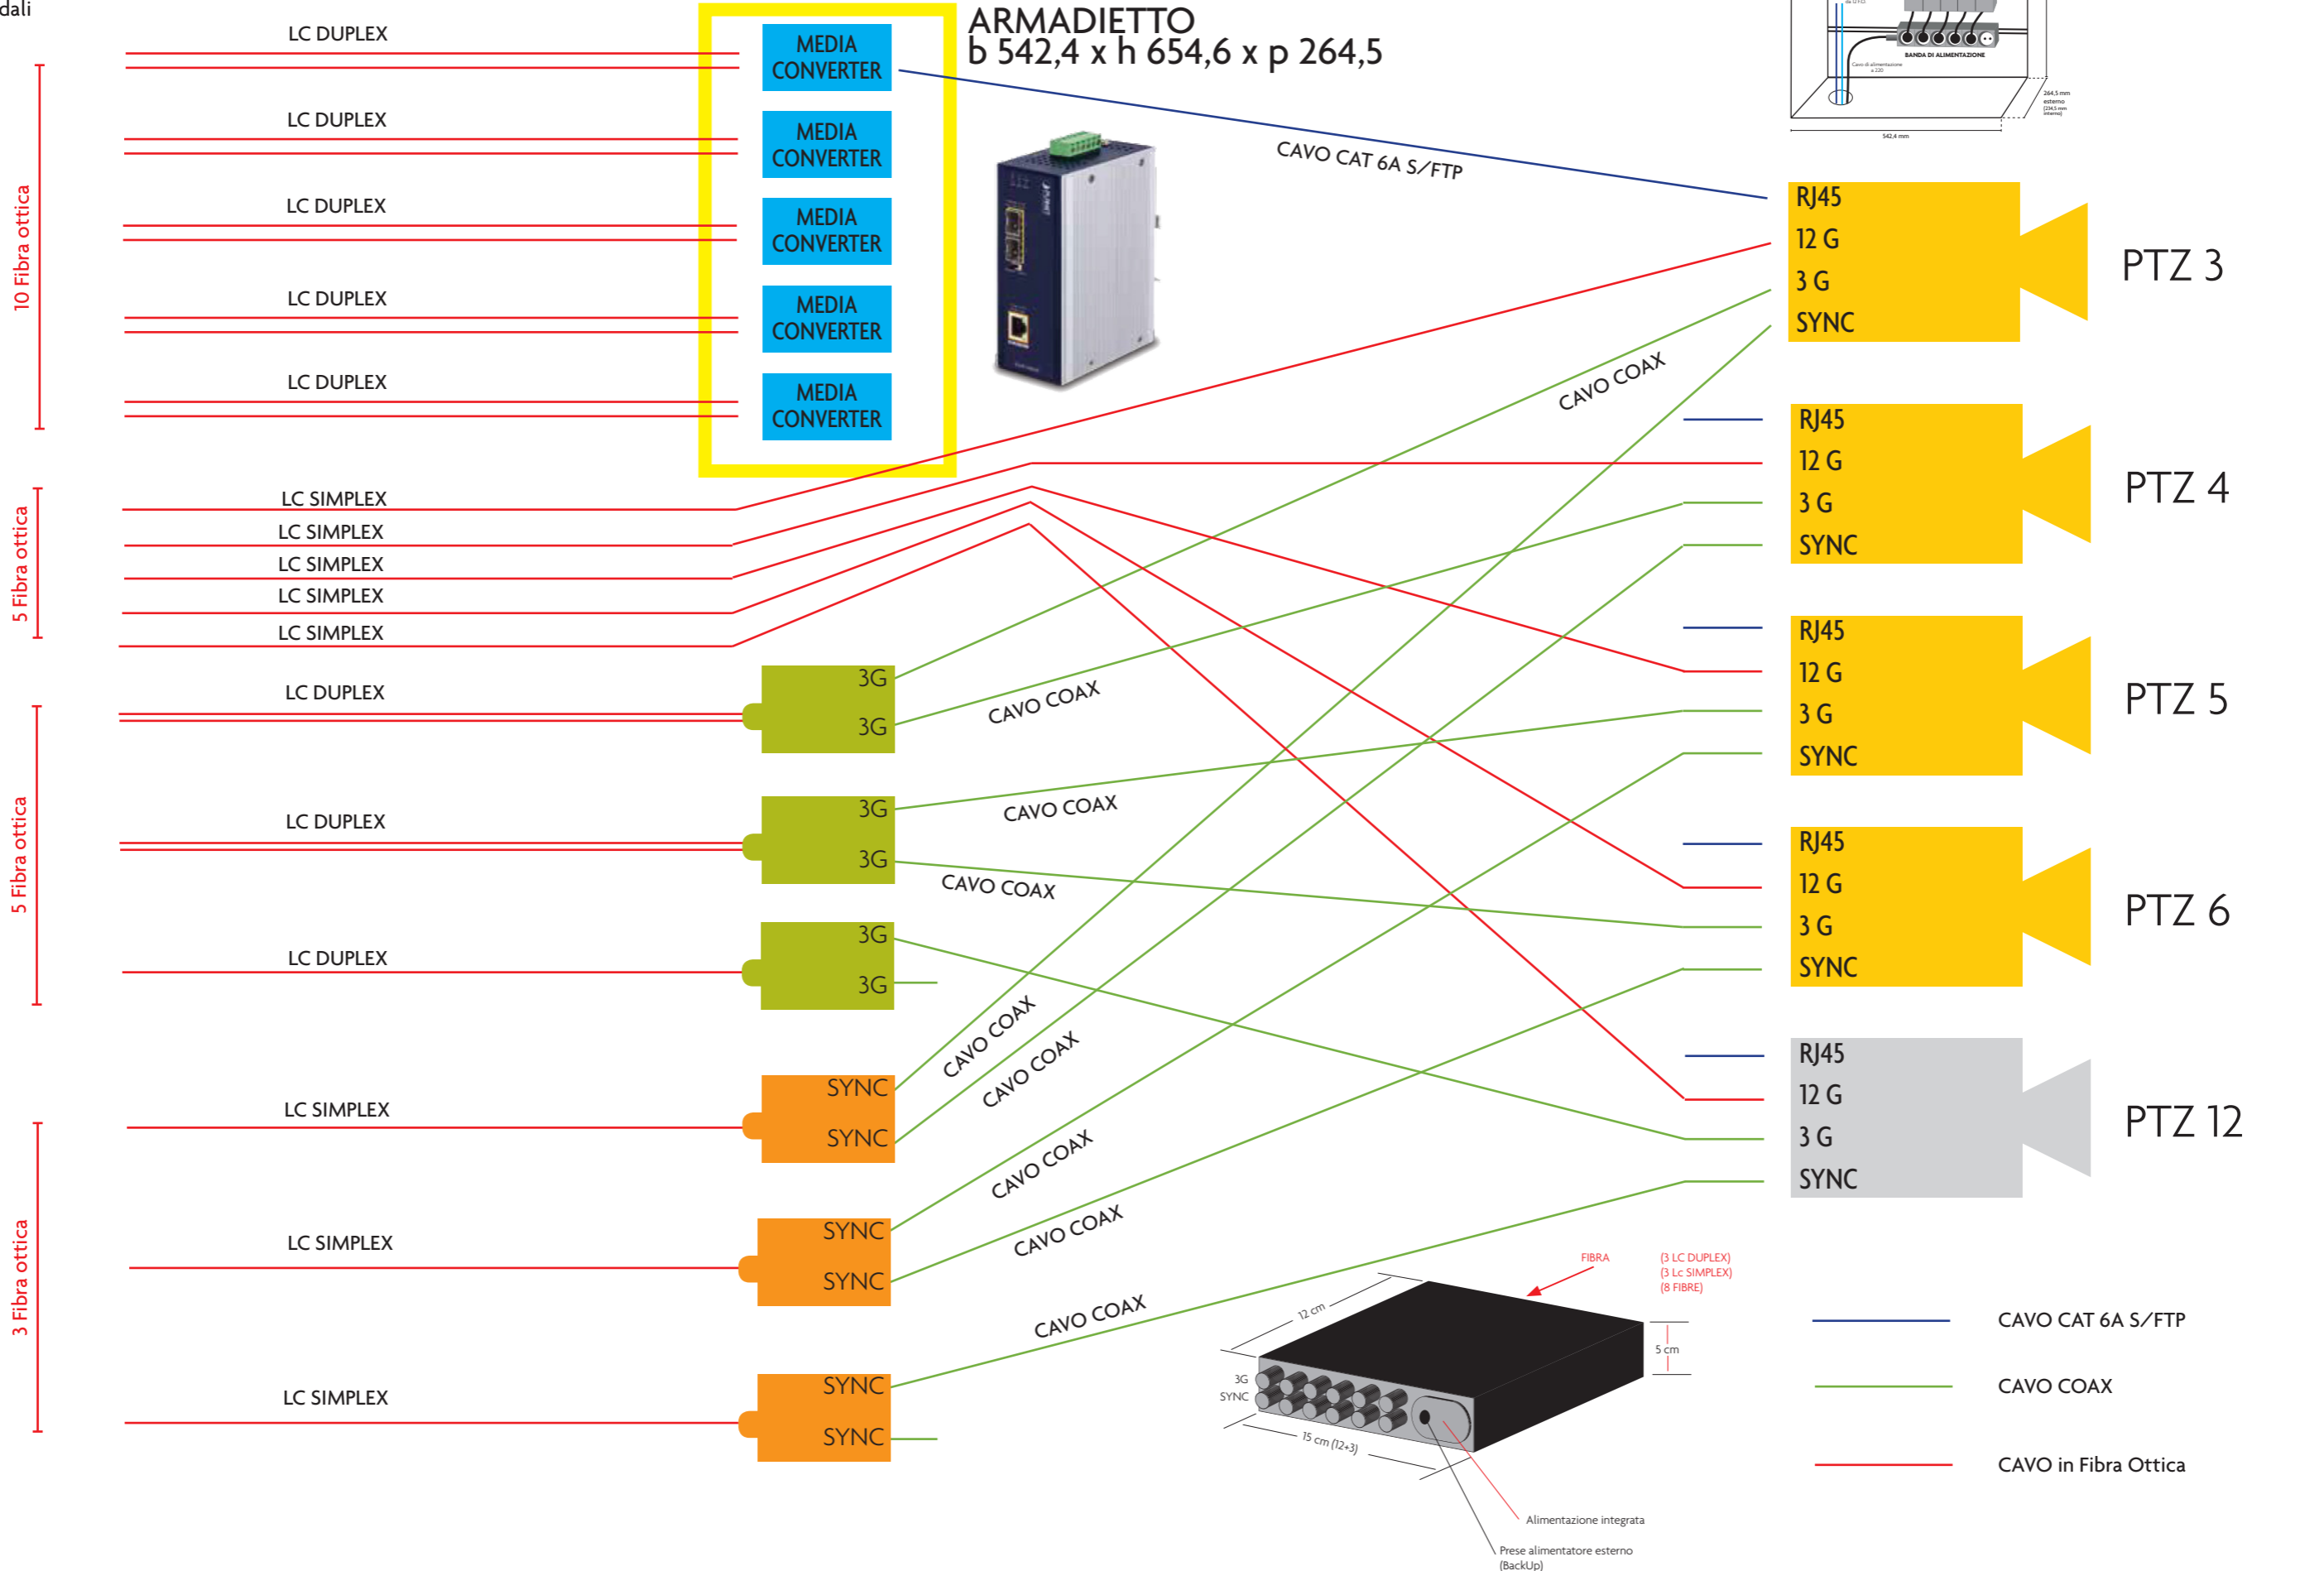 dali
LC DUPLEX
LC DUPLEX
LC DUPLEX
LC DUPLEX
LC DUPLEX
10 Fibra ottica
MEDIA
CONVERTER
MEDIA
CONVERTER
MEDIA
CONVERTER
MEDIA
CONVERTER
MEDIA
CONVERTER
ARMADIETTO
b 542,4 x h 654,6 x p 264,5
PLANET
CAVO CAT 6A S/FTP
BANDA DI ALIMENTAZIONE
Cavo di alimentazione
a 220
264,5 mm
esterno
(234,5 mm
interno)
542,4 mm
RJ45
12 G
3 G
SYNC
PTZ 3
CAVO COAX
RJ45
12 G
3 G
SYNC
PTZ 4
LC SIMPLEX
LC SIMPLEX
LC SIMPLEX
LC SIMPLEX
LC SIMPLEX
5 Fibra ottica
RJ45
12 G
3 G
SYNC
PTZ 5
LC DUPLEX
3G
3G
CAVO COAX
LC DUPLEX
3G
3G
CAVO COAX
CAVO COAX
LC DUPLEX
3G
3G
5 Fibra ottica
RJ45
12 G
3 G
SYNC
PTZ 6
RJ45
12 G
3 G
SYNC
PTZ 12
LC SIMPLEX
SYNC
SYNC
CAVO COAX
CAVO COAX
LC SIMPLEX
SYNC
SYNC
CAVO COAX
CAVO COAX
LC SIMPLEX
SYNC
SYNC
CAVO COAX
3 Fibra ottica
FIBRA
(3 LC DUPLEX)
(3 Lc SIMPLEX)
(8 FIBRE)
12 cm
5 cm
3G
SYNC
15 cm (12+3)
Alimentazione integrata
Prese alimentatore esterno
(BackUp)
CAVO CAT 6A S/FTP
CAVO COAX
CAVO in Fibra Ottica